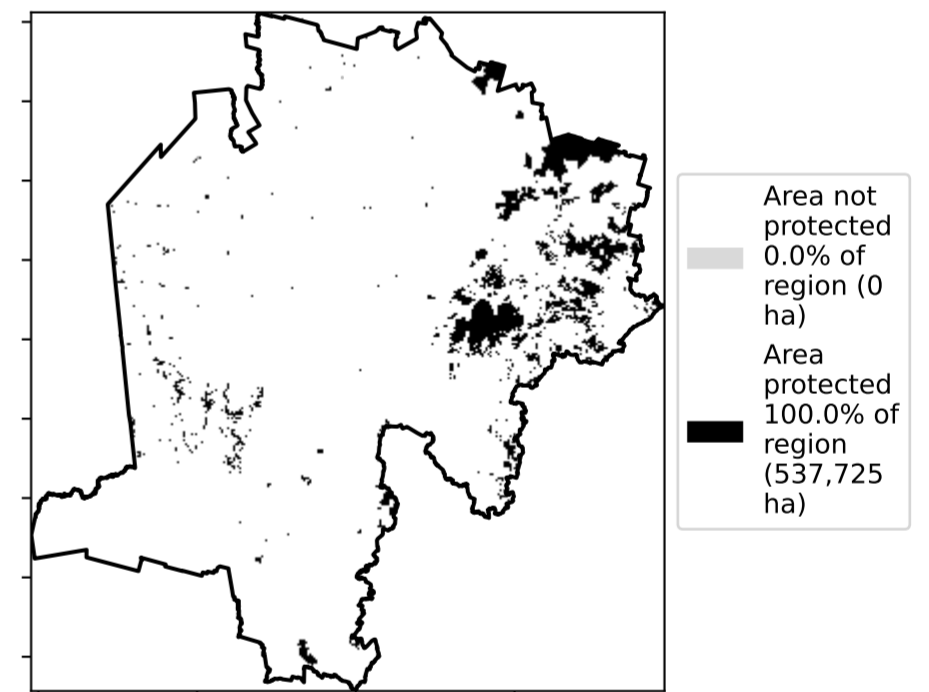 Area not
protected
0.0% of
region (0
ha)
Area
protected
100.0% of
region
(537,725
ha)